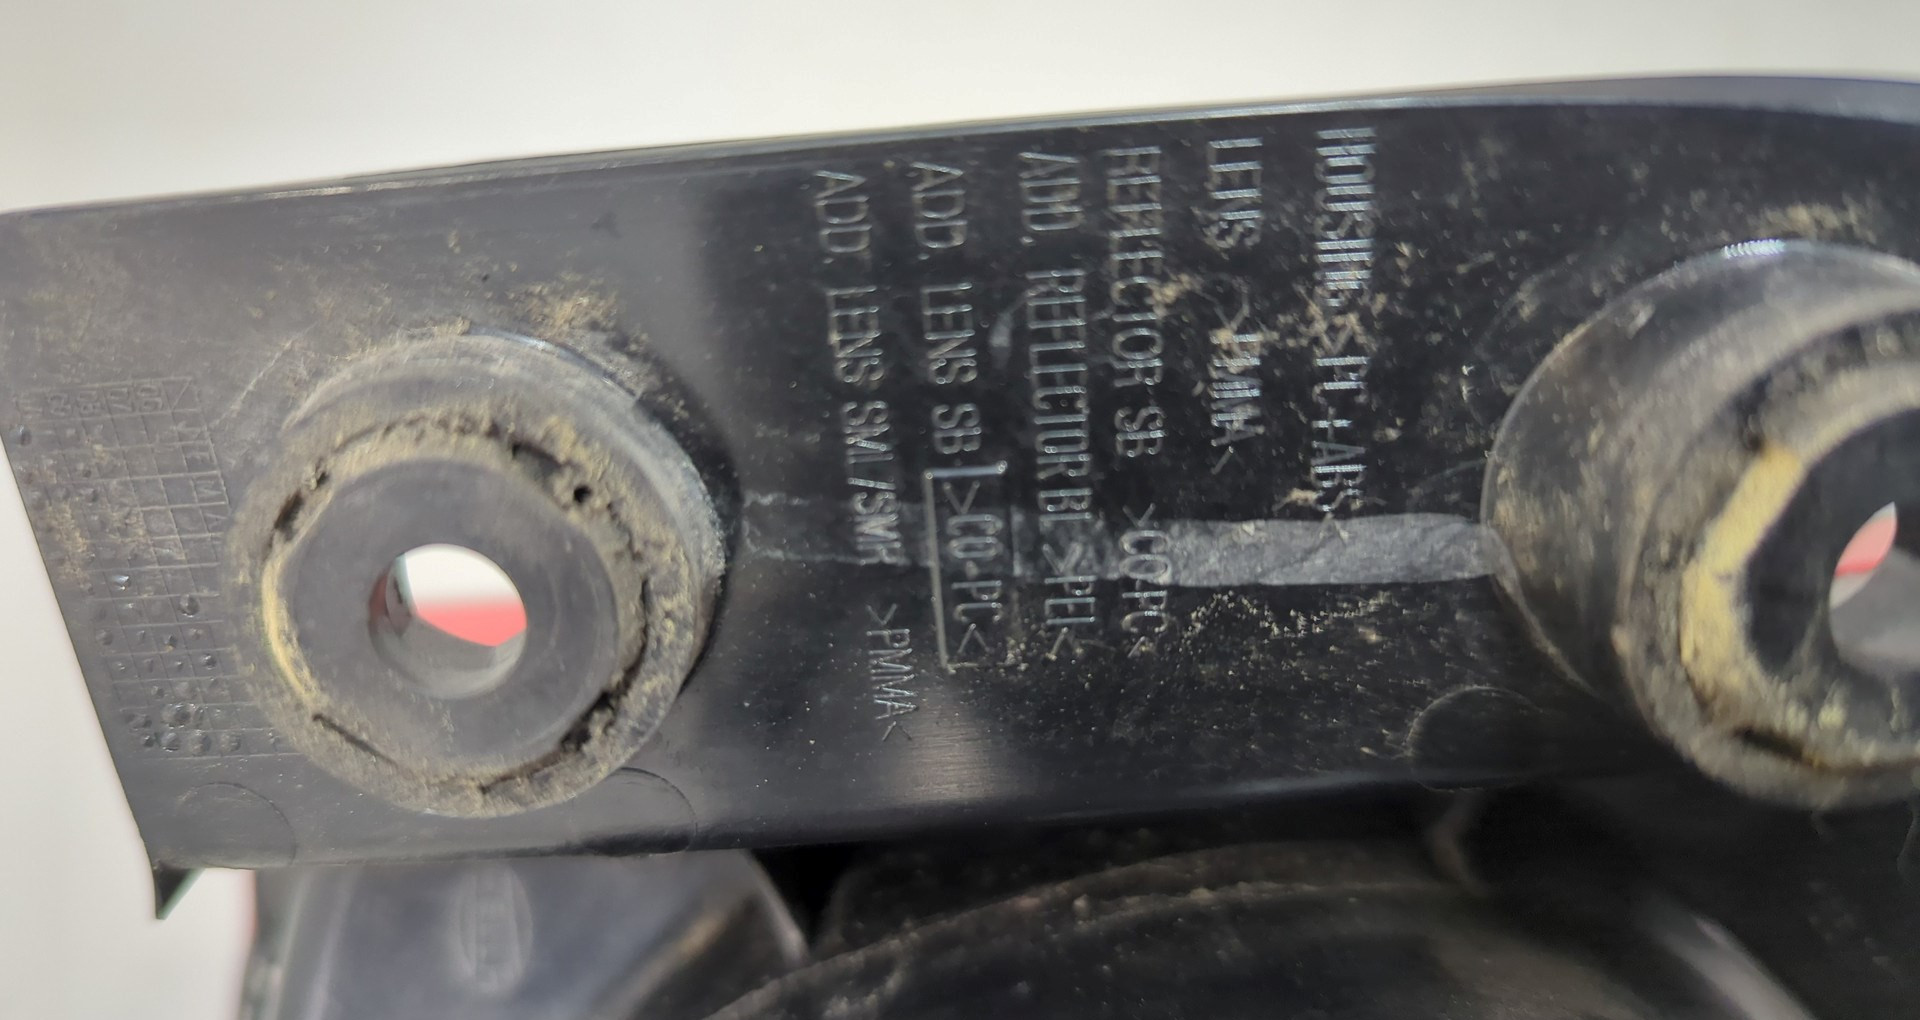 HOUSING >PC+ABS<
LENS >PMMA<
REFLECTOR SB >CO-PC<
ADD. REFLECTOR BL >PEI<
ADD. LENS SB [>CO-PC<]
ADD. LENS SML/SMR >PMMA<
J F M A